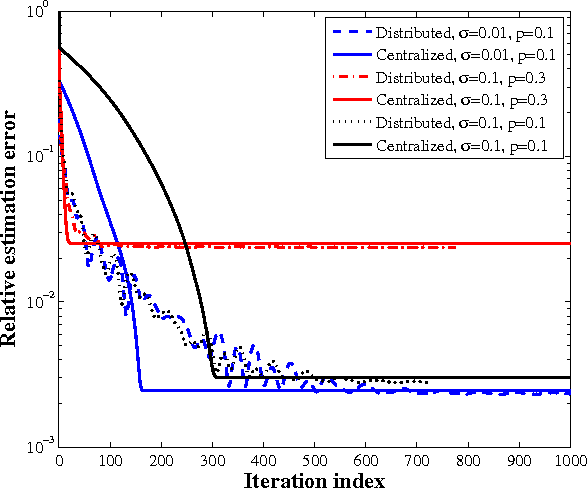 10⁰
Distributed, σ=0.01, p=0.1
Centralized, σ=0.01, p=0.1
Distributed, σ=0.1, p=0.3
Centralized, σ=0.1, p=0.3
Distributed, σ=0.1, p=0.1
Centralized, σ=0.1, p=0.1
10⁻¹
Relative estimation error
10⁻²
10⁻³
0 100 200 300 400 500 600 700 800 900 1000
Iteration index